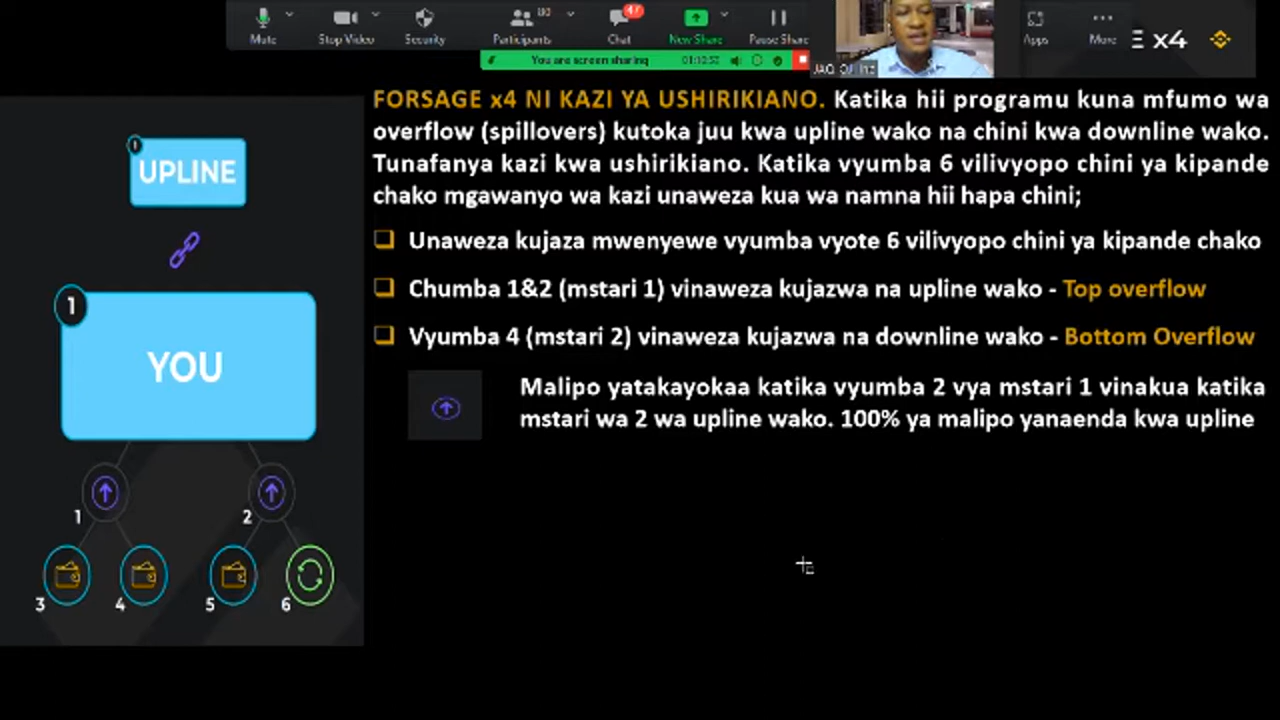 Mute
Stop Video
Security
Participants
80
Chat
47
New Share
Pause Share
Apps
More
x4
You are screen sharing
FORSAGE x4 NI KAZI YA USHIRIKIANO. Katika hii programu kuna mfumo wa
overflow (spillovers) kutoka juu kwa upline wako na chini kwa downline wako.
Tunafanya kazi kwa ushirikiano. Katika vyumba 6 vilivyopo chini ya kipande
chako mgawanyo wa kazi unaweza kua wa namna hii hapa chini;
Unaweza kujaza mwenyewe vyumba vyote 6 vilivyopo chini ya kipande chako
Chumba 1&2 (mstari 1) vinaweza kujazwa na upline wako - Top overflow
Vyumba 4 (mstari 2) vinaweza kujazwa na downline wako - Bottom Overflow
Malipo yatakayokaa katika vyumba 2 vya mstari 1 vinakua katika
mstari wa 2 wa upline wako. 100% ya malipo yanaenda kwa upline
1
UPLINE
1
YOU
1
2
3
4
5
6